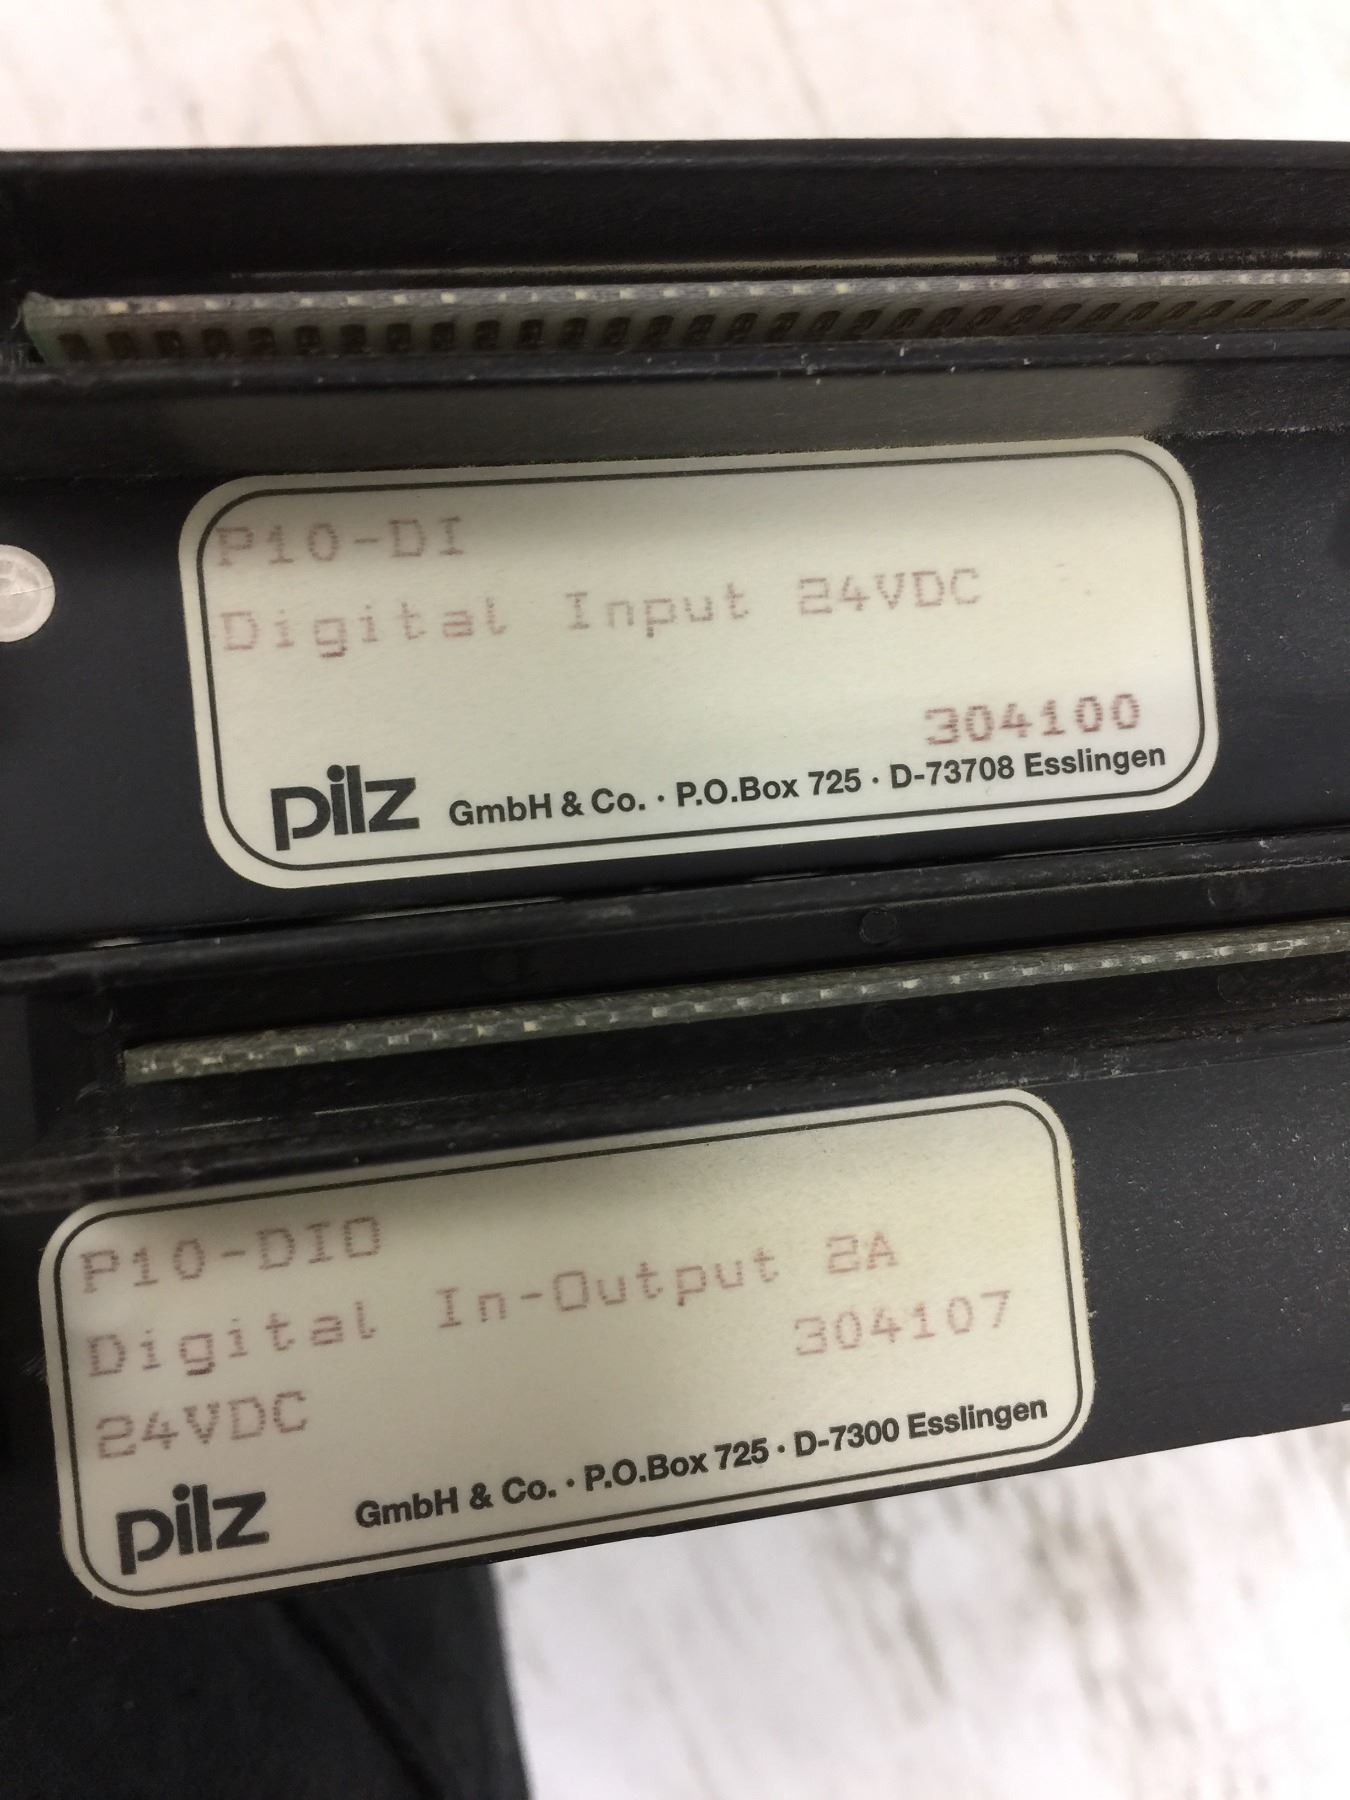 P10-DI
Digital Input 24VDC
304100
pilz GmbH & Co. · P.O.Box 725 · D-73708 Esslingen
P10-DIO
Digital In-Output 2A
304107
24VDC
pilz GmbH & Co. · P.O.Box 725 · D-7300 Esslingen